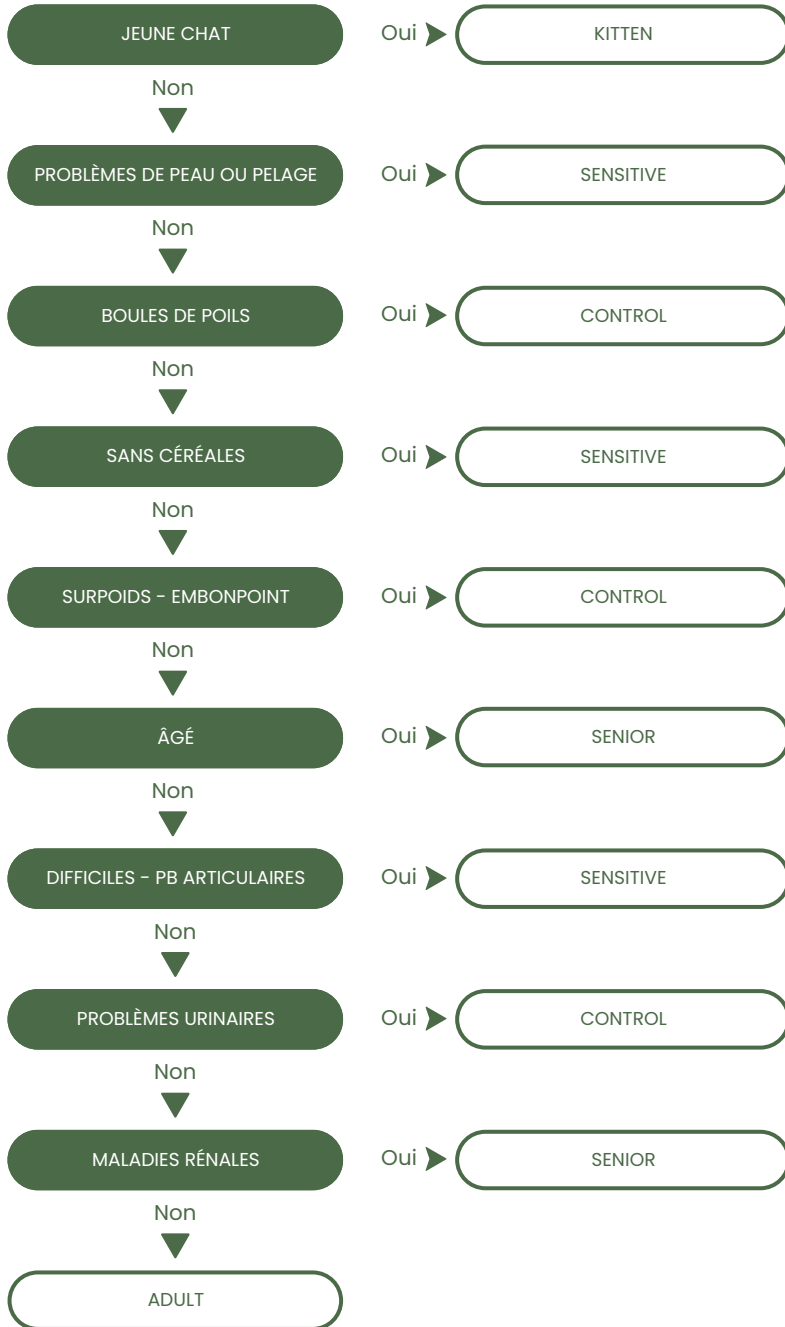 JEUNE CHAT
Oui
KITTEN
Non
PROBLÈMES DE PEAU OU PELAGE
Oui
SENSITIVE
Non
BOULES DE POILS
Oui
CONTROL
Non
SANS CÉRÉALES
Oui
SENSITIVE
Non
SURPOIDS - EMBONPOINT
Oui
CONTROL
Non
ÂGÉ
Oui
SENIOR
Non
DIFFICILES - PB ARTICULAIRES
Oui
SENSITIVE
Non
PROBLÈMES URINAIRES
Oui
CONTROL
Non
MALADIES RÉNALES
Oui
SENIOR
Non
ADULT